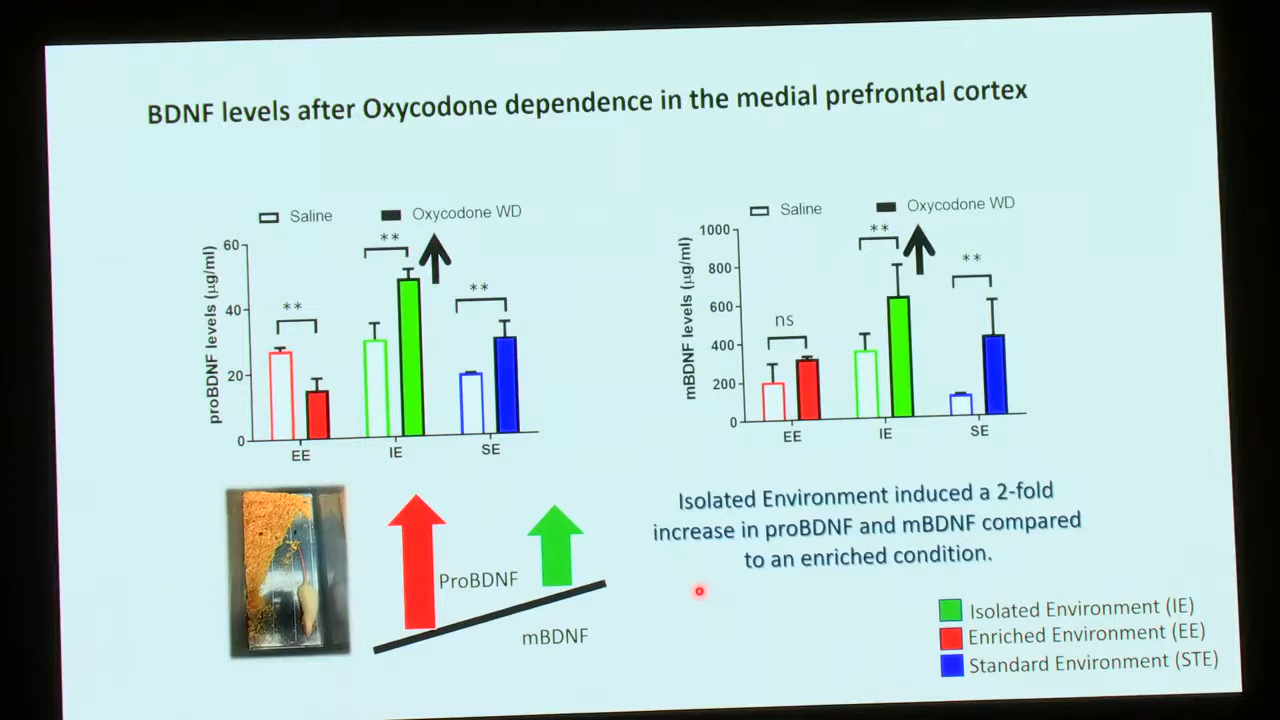 BDNF levels after Oxycodone dependence in the medial prefrontal cortex
Saline
Oxycodone WD
proBDNF levels (µg/ml)
60
40
20
0
**
**
**
EE
IE
SE
Saline
Oxycodone WD
mBDNF levels (µg/ml)
1000
800
600
400
200
0
ns
**
**
EE
IE
SE
ProBDNF
mBDNF
Isolated Environment induced a 2-fold
increase in proBDNF and mBDNF compared
to an enriched condition.
Isolated Environment (IE)
Enriched Environment (EE)
Standard Environment (STE)